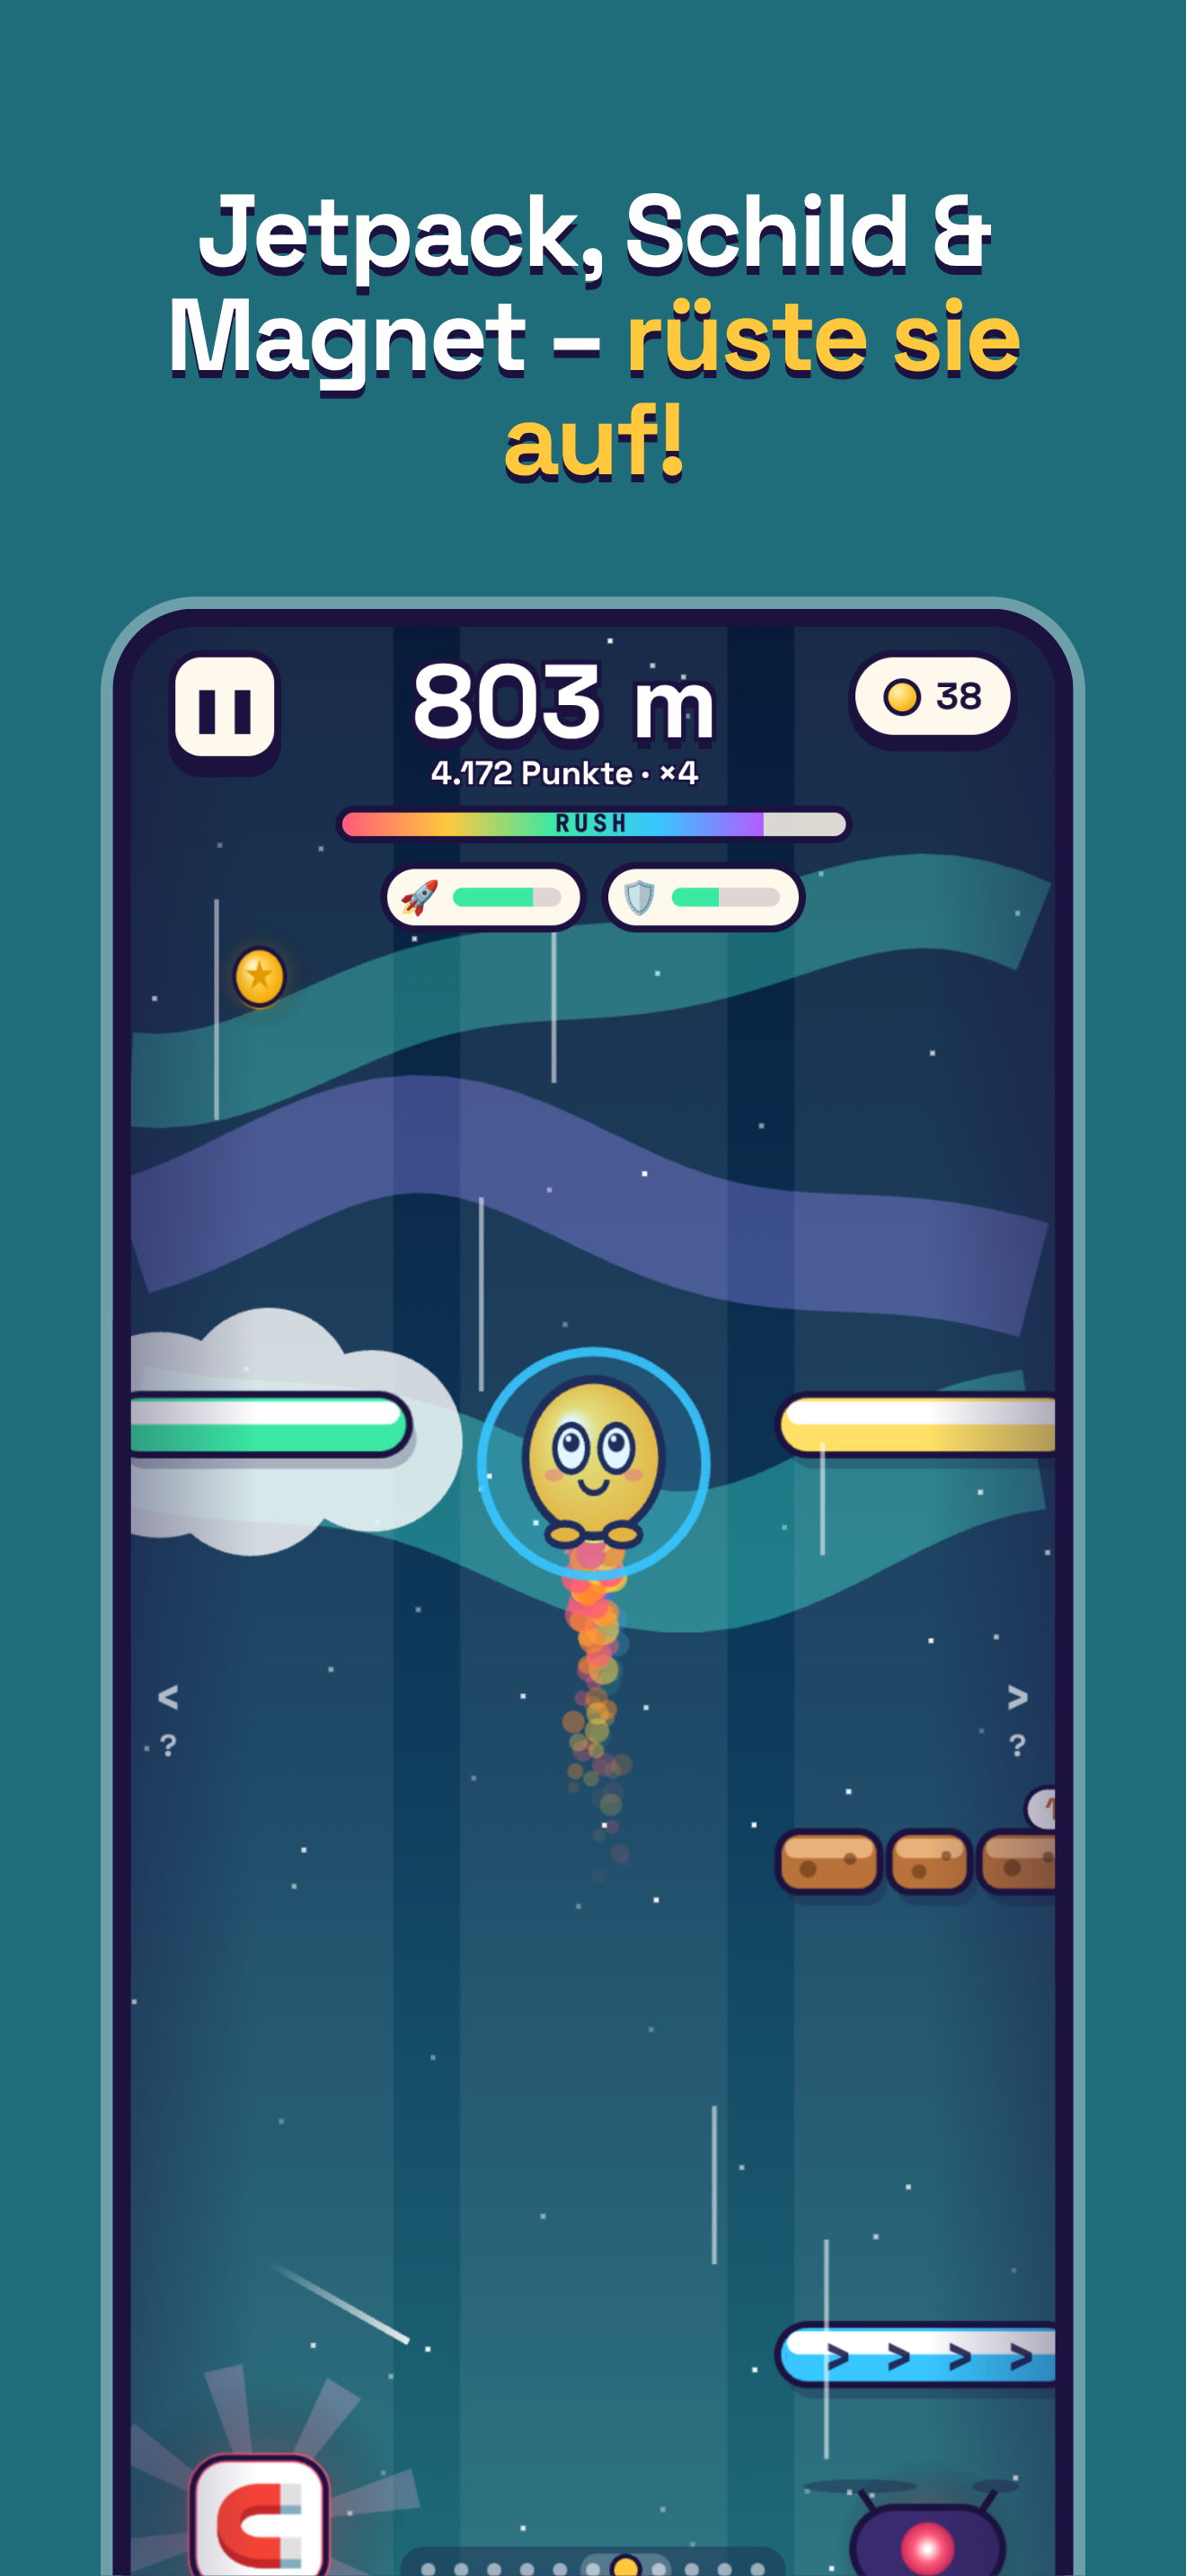 Jetpack, Schild &
Magnet – rüste sie
auf!
803 m
38
4.172 Punkte · ×4
RUSH
< >
? ?
> > > >